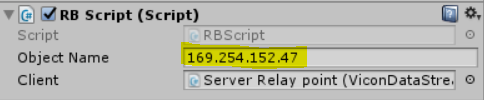 RB Script (Script)
Script RBScript
Object Name 169.254.152.47
Client Server Relay point (ViconDataStre